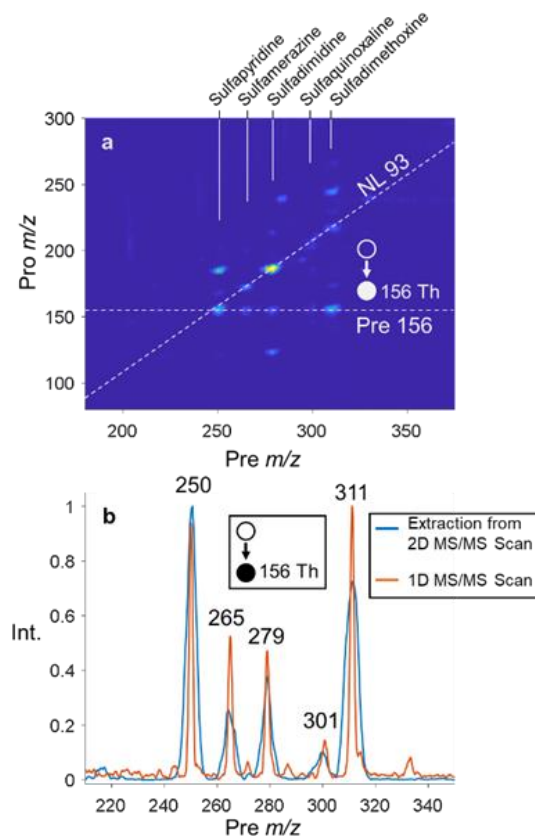 Sulfapyridine
Sulfamerazine
Sulfadimidine
Sulfaquinoxaline
Sulfadimethoxine
300
250
200
150
100
Pro m/z
a
NL 93
156 Th
Pre 156
200
250
300
350
Pre m/z
b
1
0.8
0.6
Int.
0.4
0.2
0
250
265
279
301
311
156 Th
Extraction from
2D MS/MS Scan
1D MS/MS Scan
220
240
260
280
300
320
340
Pre m/z